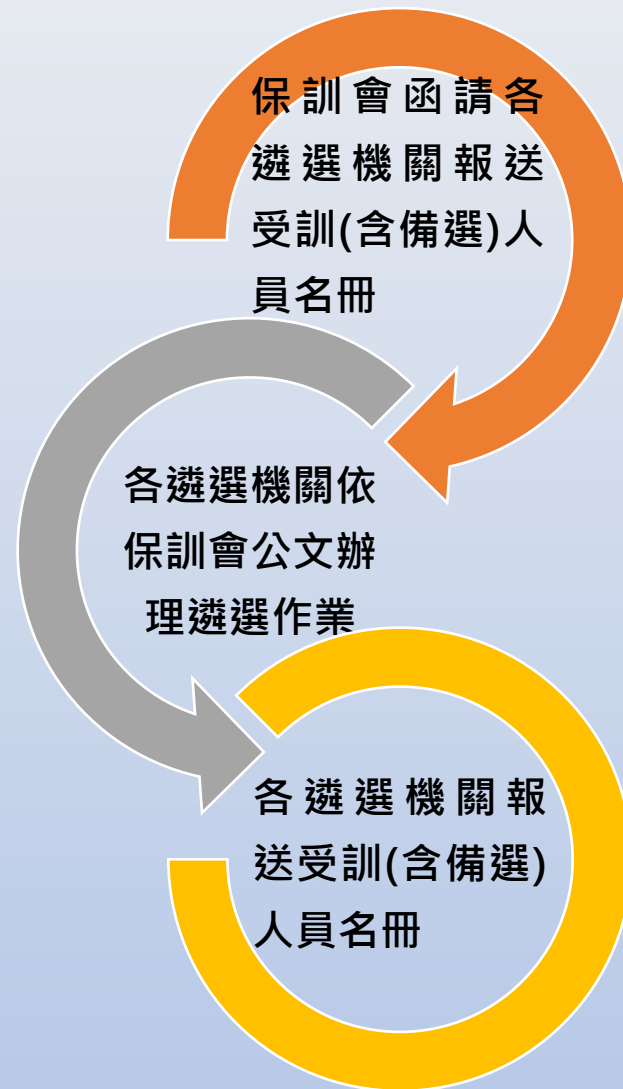 保訓會函請各
遴選機關報送
受訓(含備選)人
員名冊
各遴選機關依
保訓會公文辦
理遴選作業
各遴選機關報
送受訓(含備選)
人員名冊